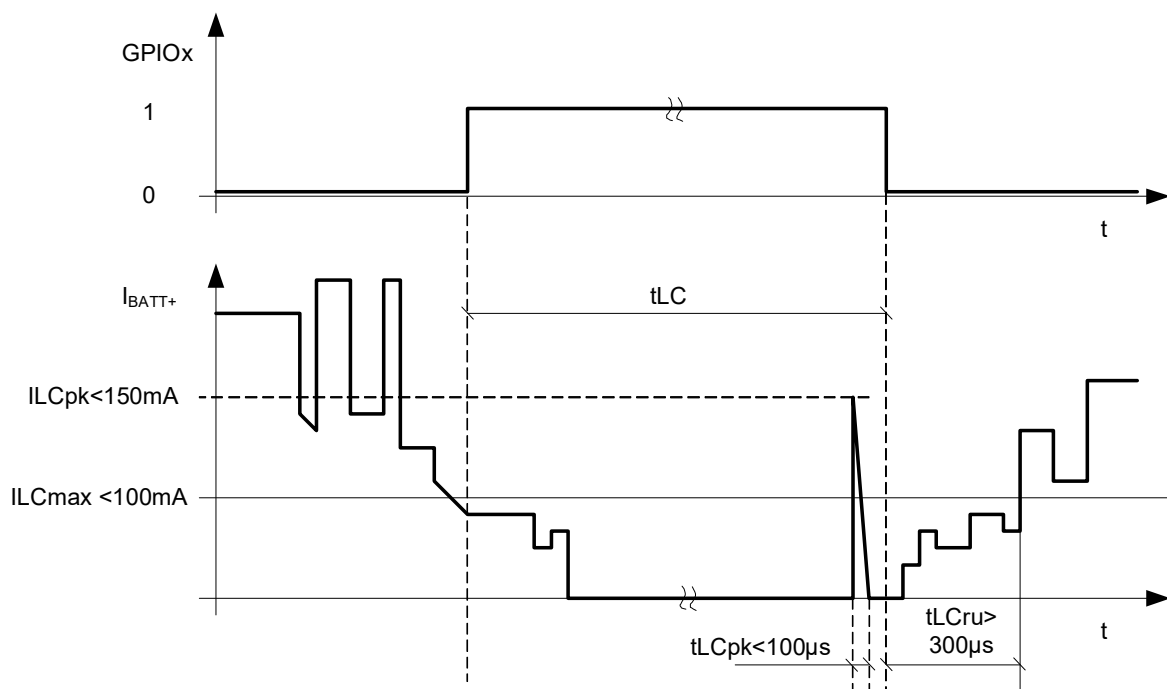 GPIOx
1
0
t
IBATT+
tLC
ILCpk<150mA
ILCmax <100mA
tLCpk<100µs
tLCru>
300µs
t